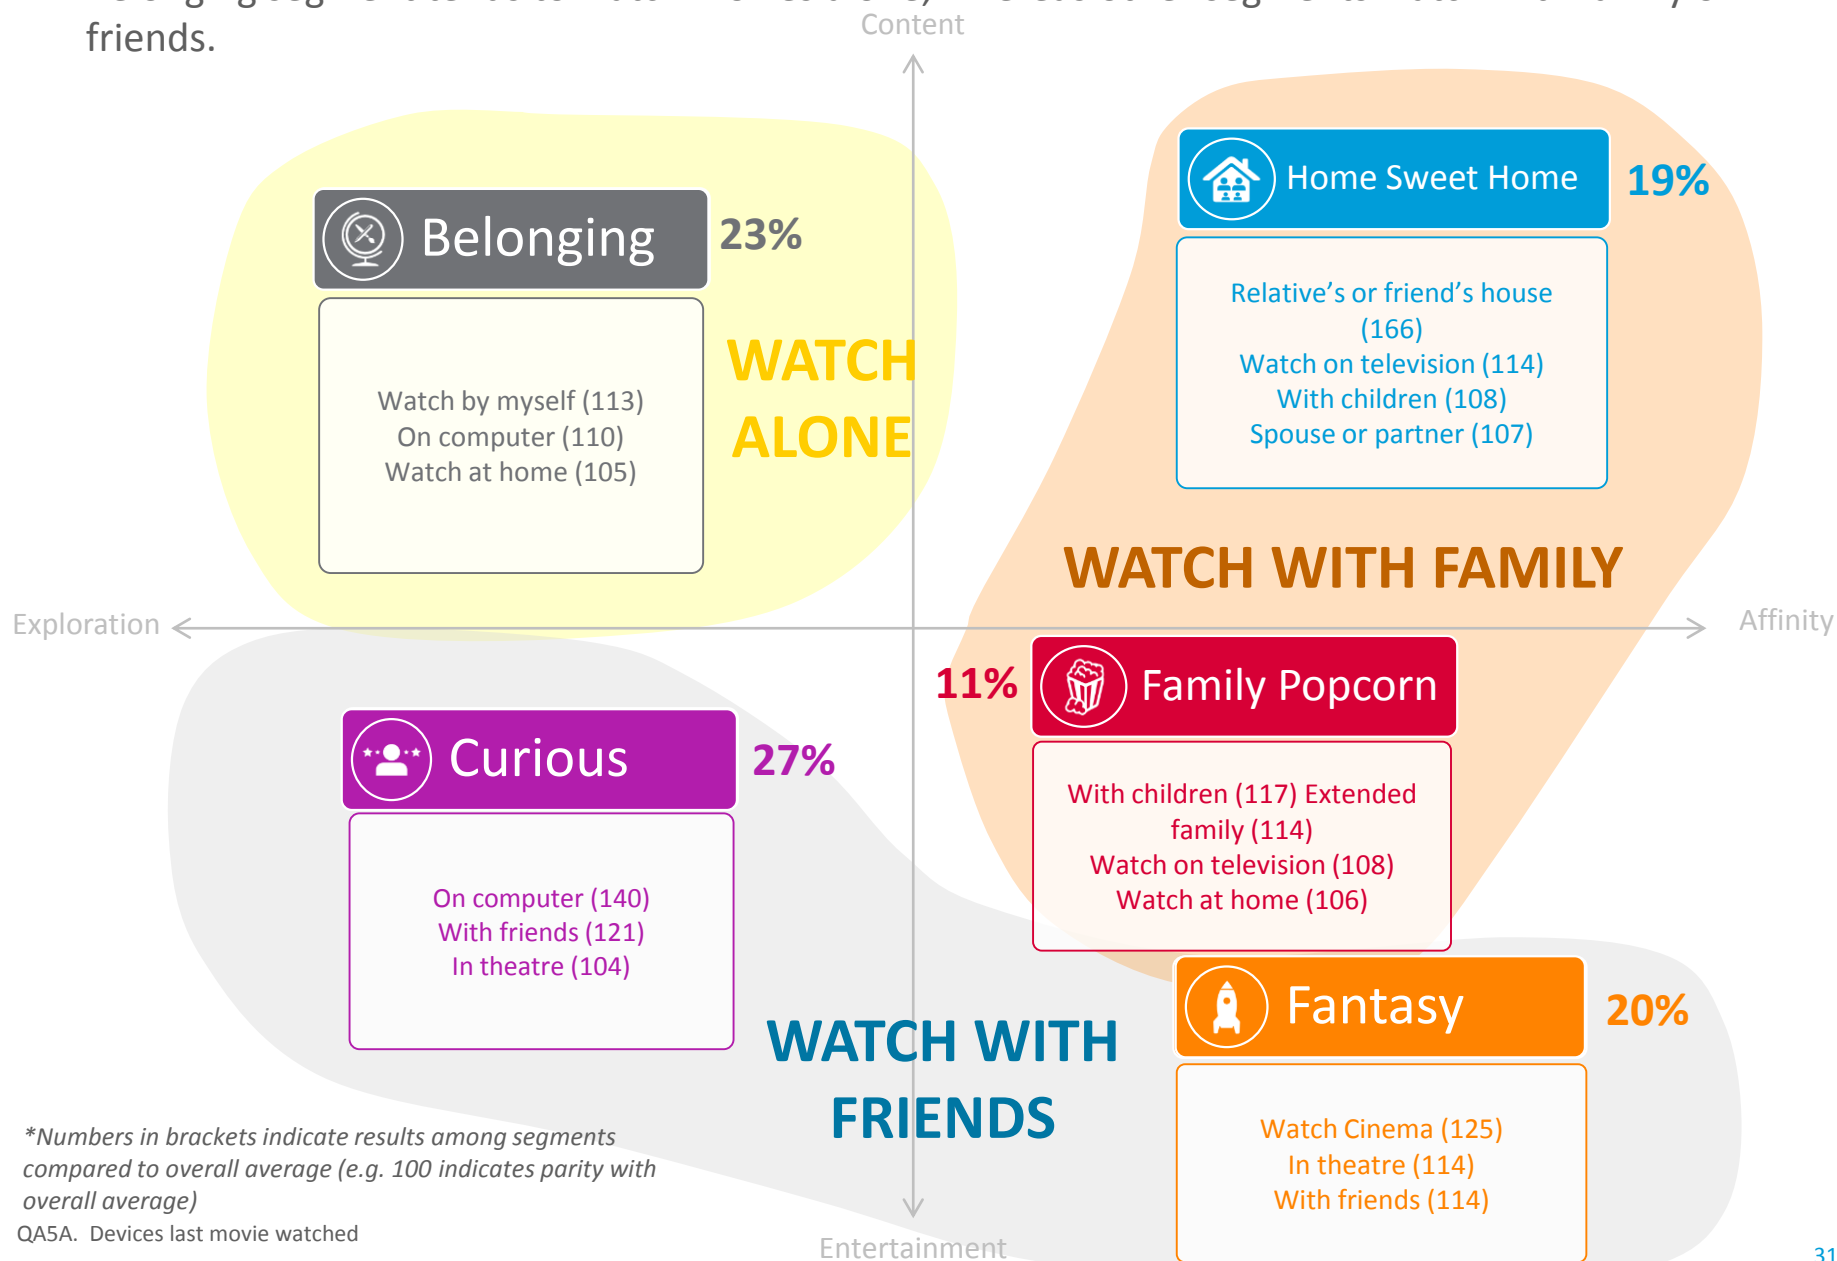 friends.
Content
Belonging
23%
Watch by myself (113)
On computer (110)
Watch at home (105)
WATCH
ALONE
Home Sweet Home
19%
Relative’s or friend’s house
(166)
Watch on television (114)
With children (108)
Spouse or partner (107)
WATCH WITH FAMILY
Exploration
Affinity
11%
Family Popcorn
With children (117) Extended
family (114)
Watch on television (108)
Watch at home (106)
Curious
27%
On computer (140)
With friends (121)
In theatre (104)
WATCH WITH
FRIENDS
Fantasy
20%
Watch Cinema (125)
In theatre (114)
With friends (114)
*Numbers in brackets indicate results among segments
compared to overall average (e.g. 100 indicates parity with
overall average)
QA5A. Devices last movie watched
Entertainment
31